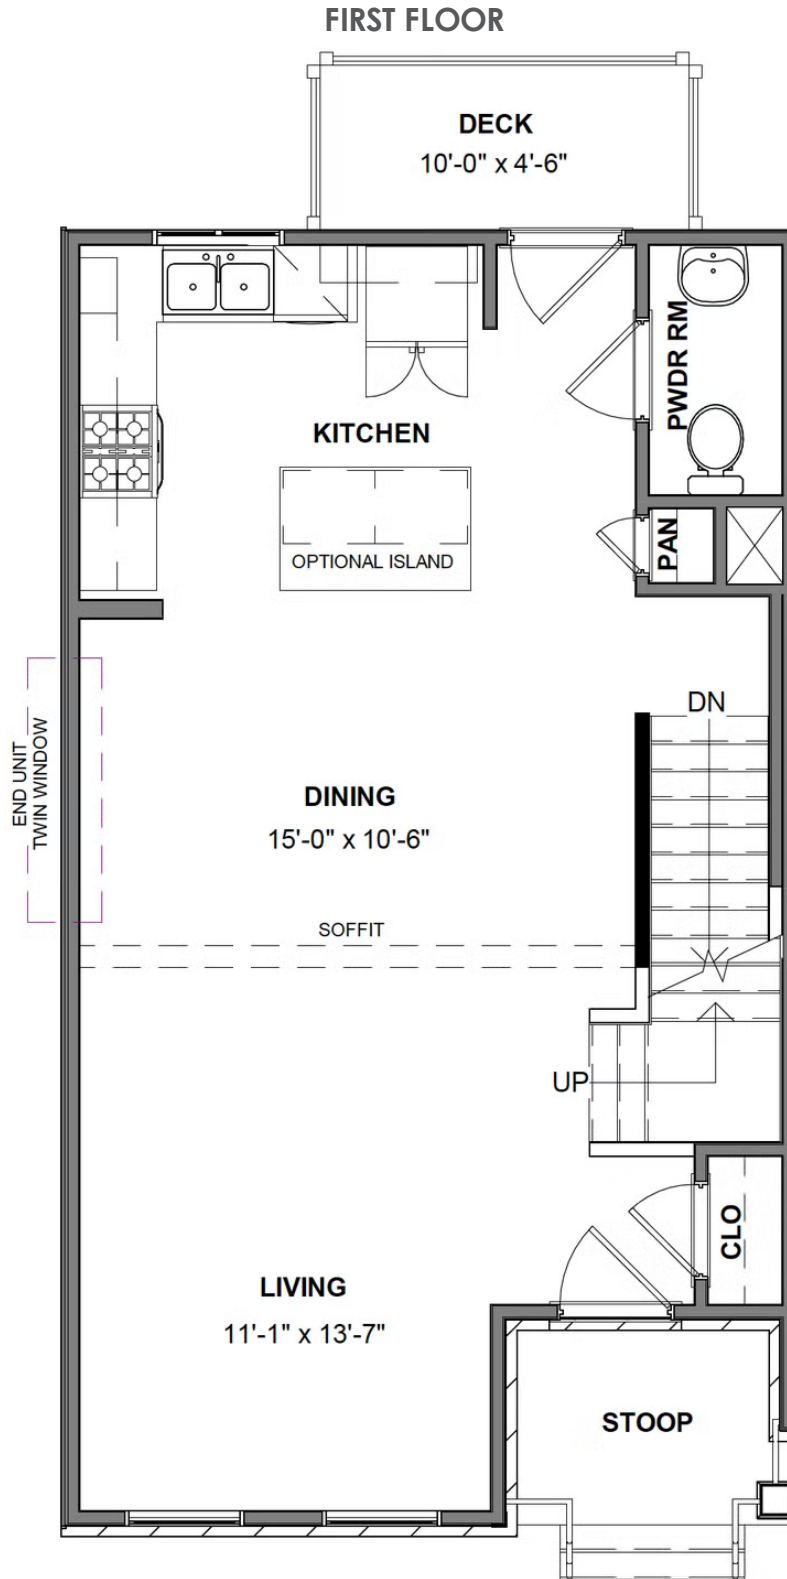 FIRST FLOOR
DECK
10'-0" x 4'-6"
PWDR RM
KITCHEN
PAN
OPTIONAL ISLAND
DN
END UNIT
TWIN WINDOW
DINING
15'-0" x 10'-6"
SOFFIT
UP
CLO
LIVING
11'-1" x 13'-7"
STOOP